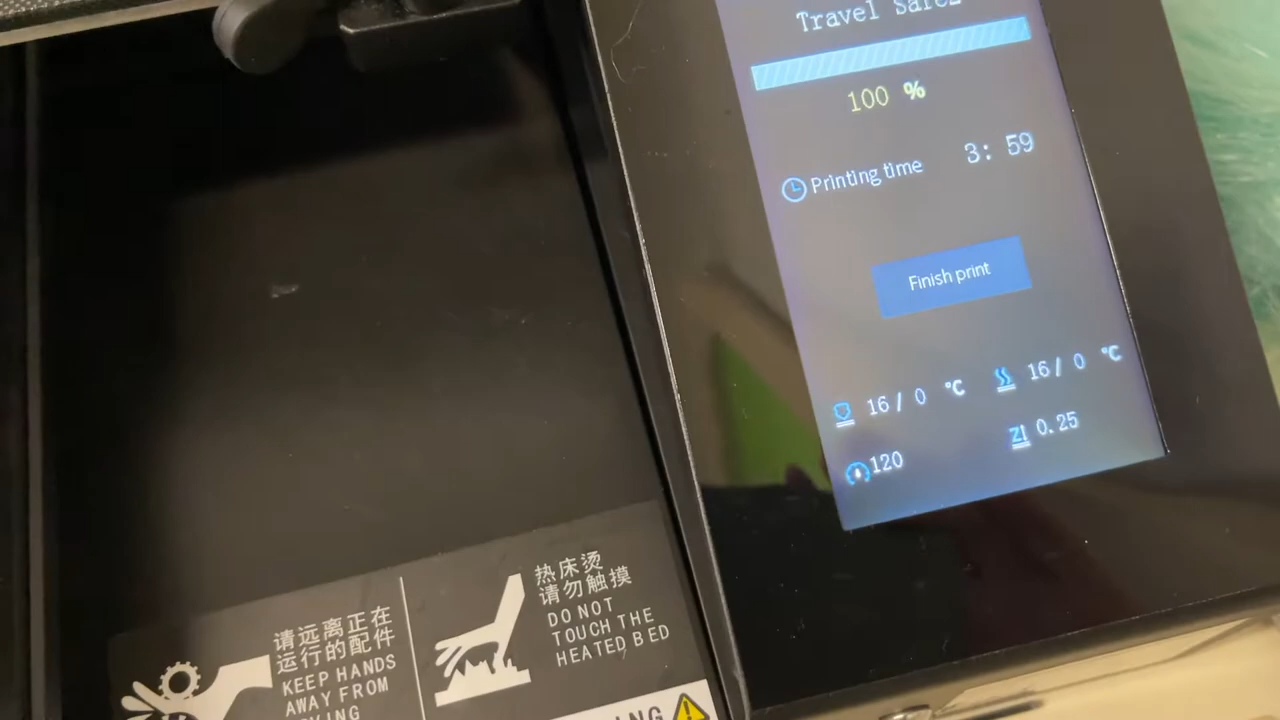 Travel Safe
100 %
Printing time 3: 59
Finish print
16 / 0 °C 16 / 0 °C
120 Z 0.25
请远离正在
运行的配件
KEEP HANDS
AWAY FROM
热床烫
请勿触摸
DO NOT
TOUCH THE
HEATED BED